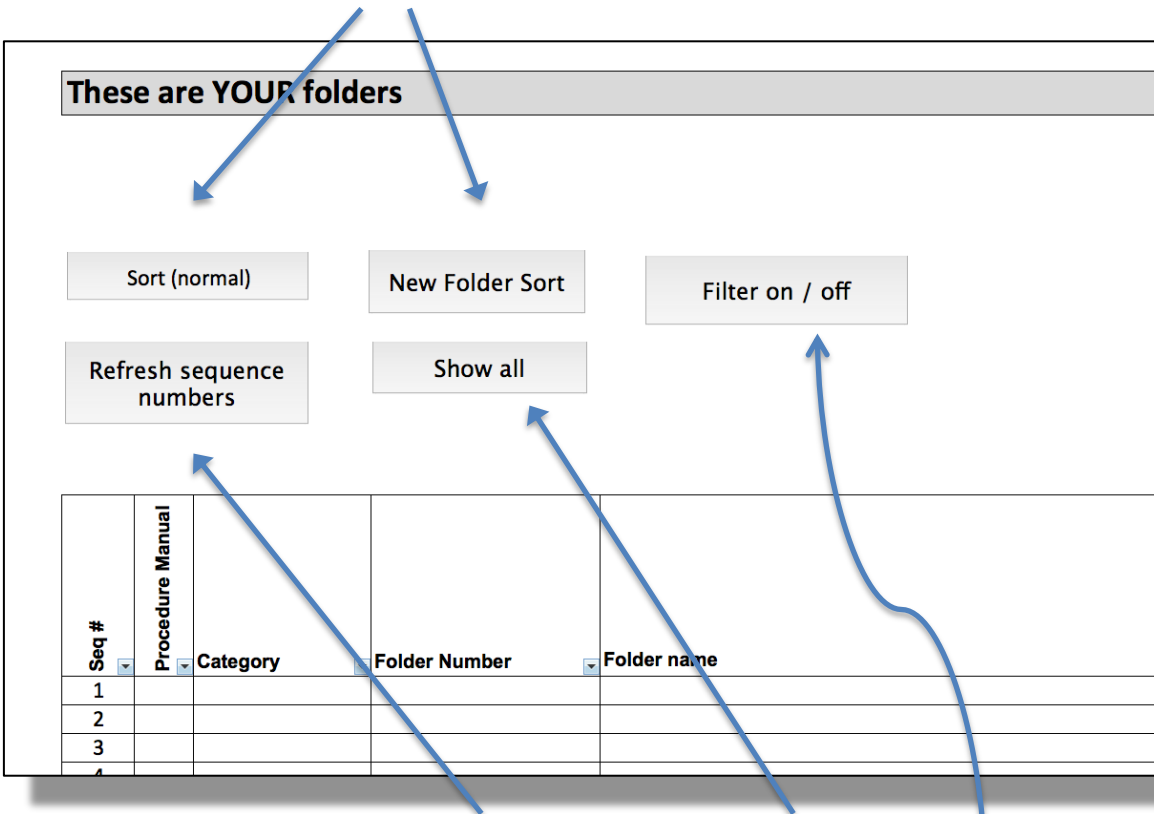 These are YOUR folders
Sort (normal)
New Folder Sort
Filter on / off
Refresh sequence
numbers
Show all
Seq #
Procedure Manual
Category
Folder Number
Folder name
1
2
3